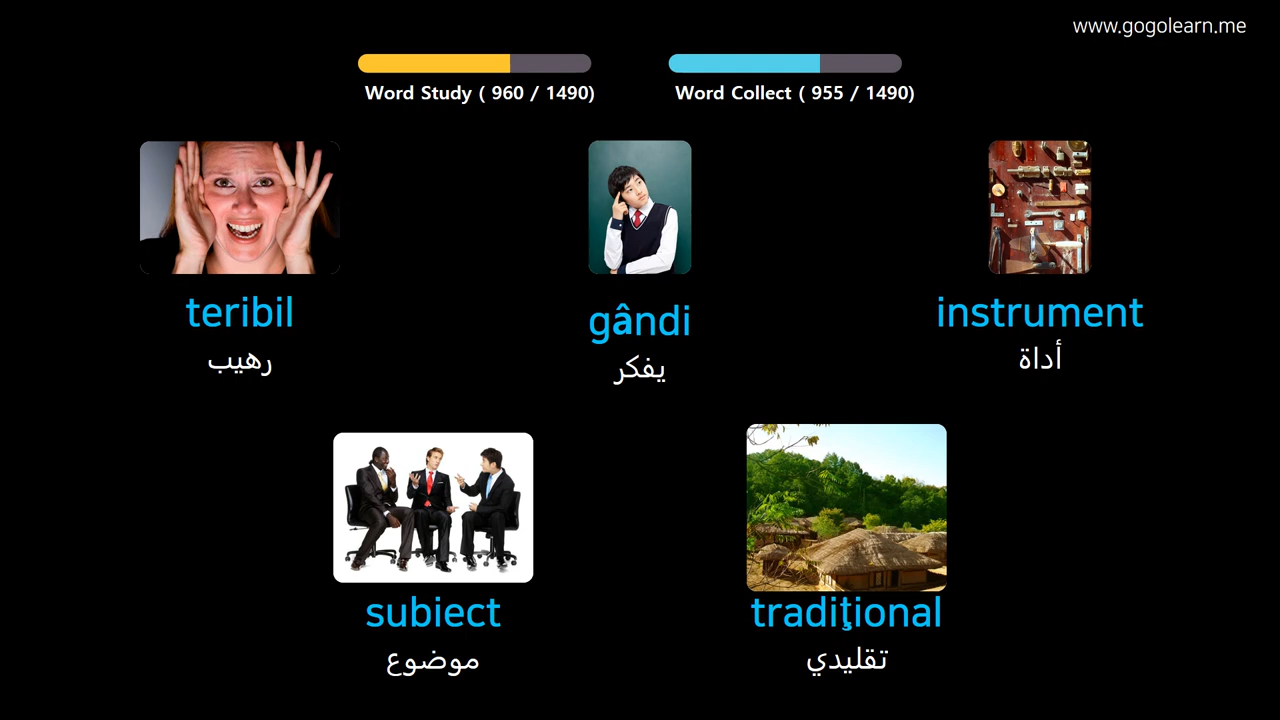 www.gogolearn.me
Word Study ( 960 / 1490)
Word Collect ( 955 / 1490)
teribil
رهيب
gândi
يفكر
instrument
أداة
subiect
موضوع
tradiţional
تقليدي